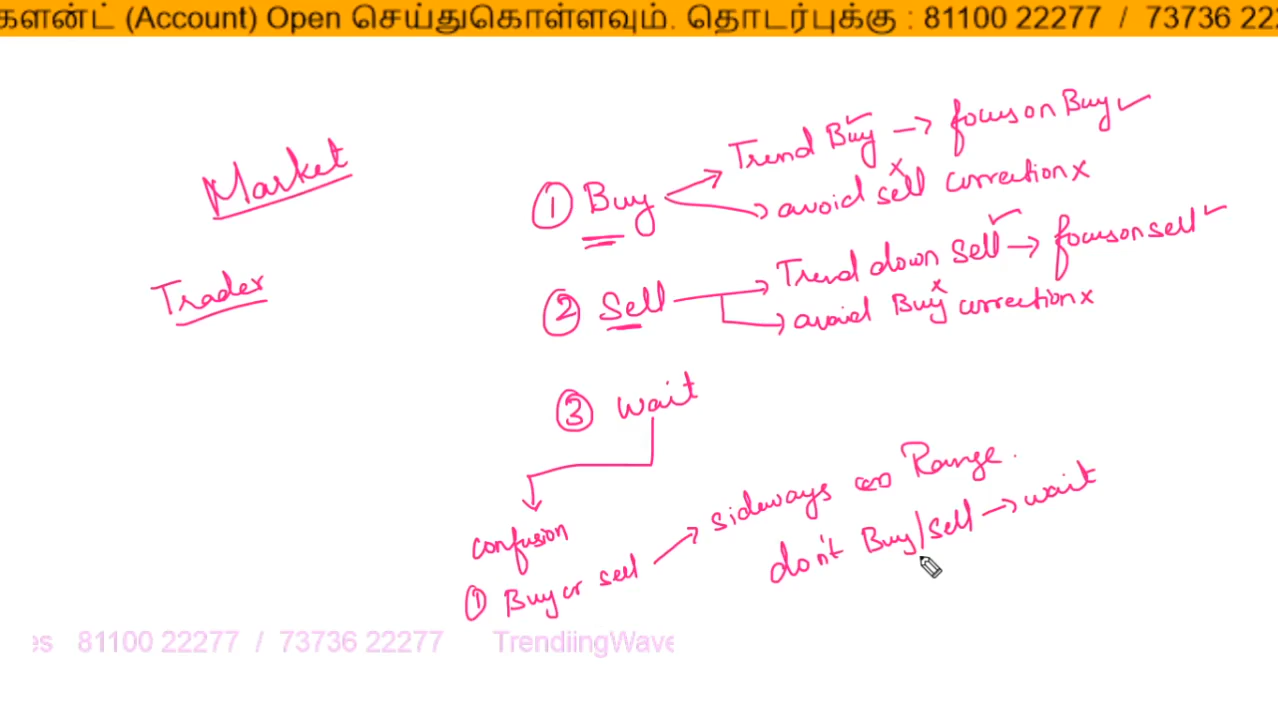 களண்ட் (Account) Open செய்துகொள்ளவும். தொடர்புக்கு : 81100 22277 / 73736 22
Market
Trader
① Buy
Trend Buy ✓ → focus on Buy ✓
→ avoid sell correction x
② Sell
→ Trend down sell ✓ → focus on sell ✓
→ avoid Buy correction x
③ wait
confusion
① Buy or sell → sideways Range.
don't Buy/sell → wait
es 81100 22277 / 73736 22277 TrendiingWave